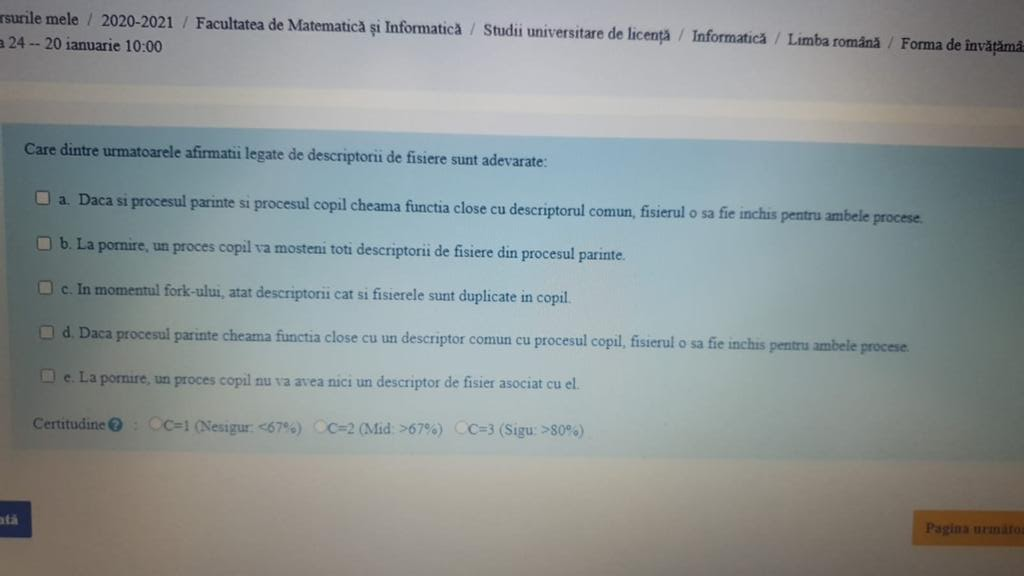 rsurile mele / 2020-2021 / Facultatea de Matematică și Informatică / Studii universitare de licență / Informatică / Limba română / Forma de învățămâ
a 24 -- 20 ianuarie 10:00
Care dintre urmatoarele afirmatii legate de descriptorii de fisiere sunt adevarate:
a. Daca si procesul parinte si procesul copil cheama functia close cu descriptorul comun, fisierul o sa fie inchis pentru ambele procese.
b. La pornire, un proces copil va mosteni toti descriptorii de fisiere din procesul parinte.
c. In momentul fork-ului, atat descriptorii cat si fisierele sunt duplicate in copil.
d. Daca procesul parinte cheama functia close cu un descriptor comun cu procesul copil, fisierul o sa fie inchis pentru ambele procese.
e. La pornire, un proces copil nu va avea nici un descriptor de fisier asociat cu el.
Certitudine ? : C=1 (Nesigur: <67%) C=2 (Mid: >67%) C=3 (Sigu: >80%)
ată
Pagina următoa